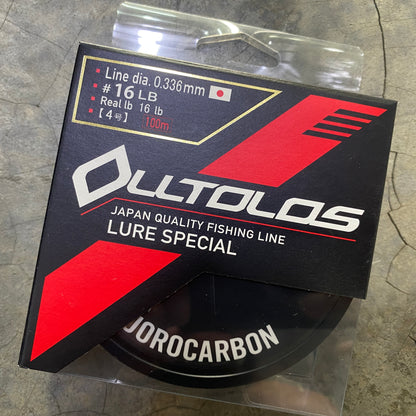 Line dia. 0.336mm
# 16 LB
Real lb 16 lb
【4号】 100m
OLLTOLOS
JAPAN QUALITY FISHING LINE
LURE SPECIAL
OROCARBON